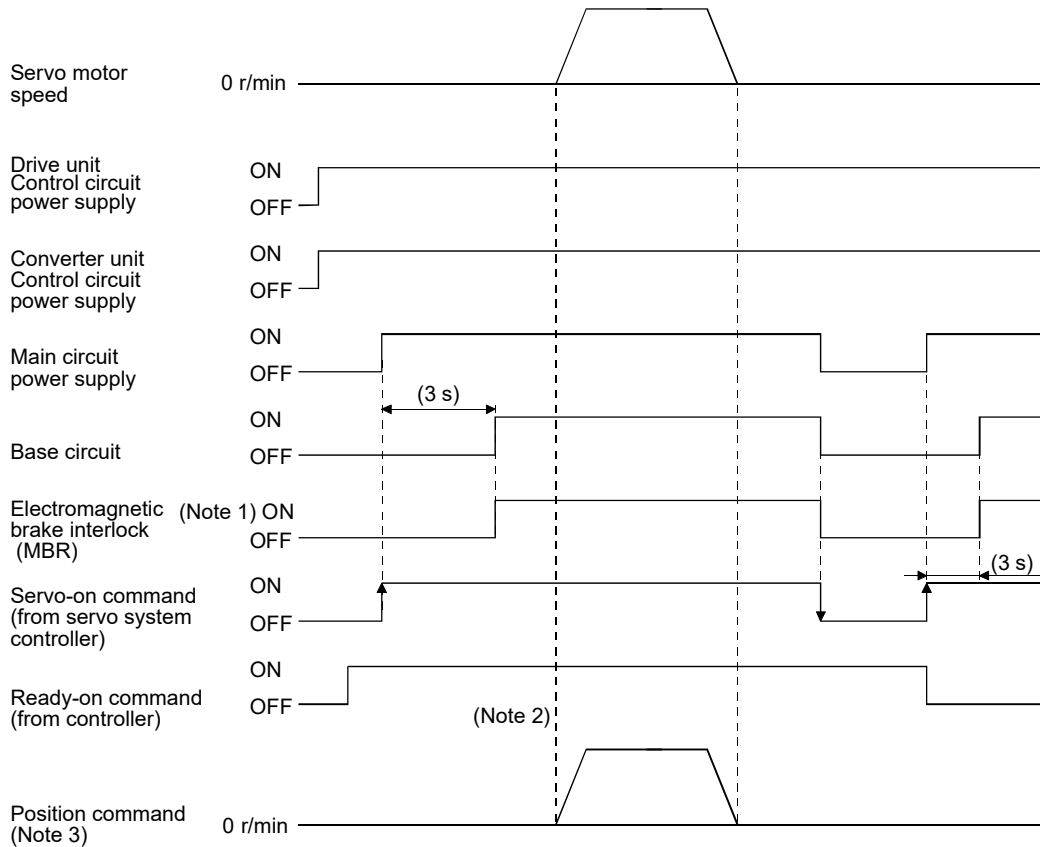 Servo motor
speed
0 r/min
Drive unit
Control circuit
power supply
ON
OFF
Converter unit
Control circuit
power supply
ON
OFF
Main circuit
power supply
ON
OFF
(3 s)
Base circuit
ON
OFF
Electromagnetic
brake interlock
(MBR)
(Note 1) ON
OFF
(3 s)
Servo-on command
(from servo system
controller)
ON
OFF
Ready-on command
(from controller)
ON
OFF
(Note 2)
Position command
(Note 3)
0 r/min